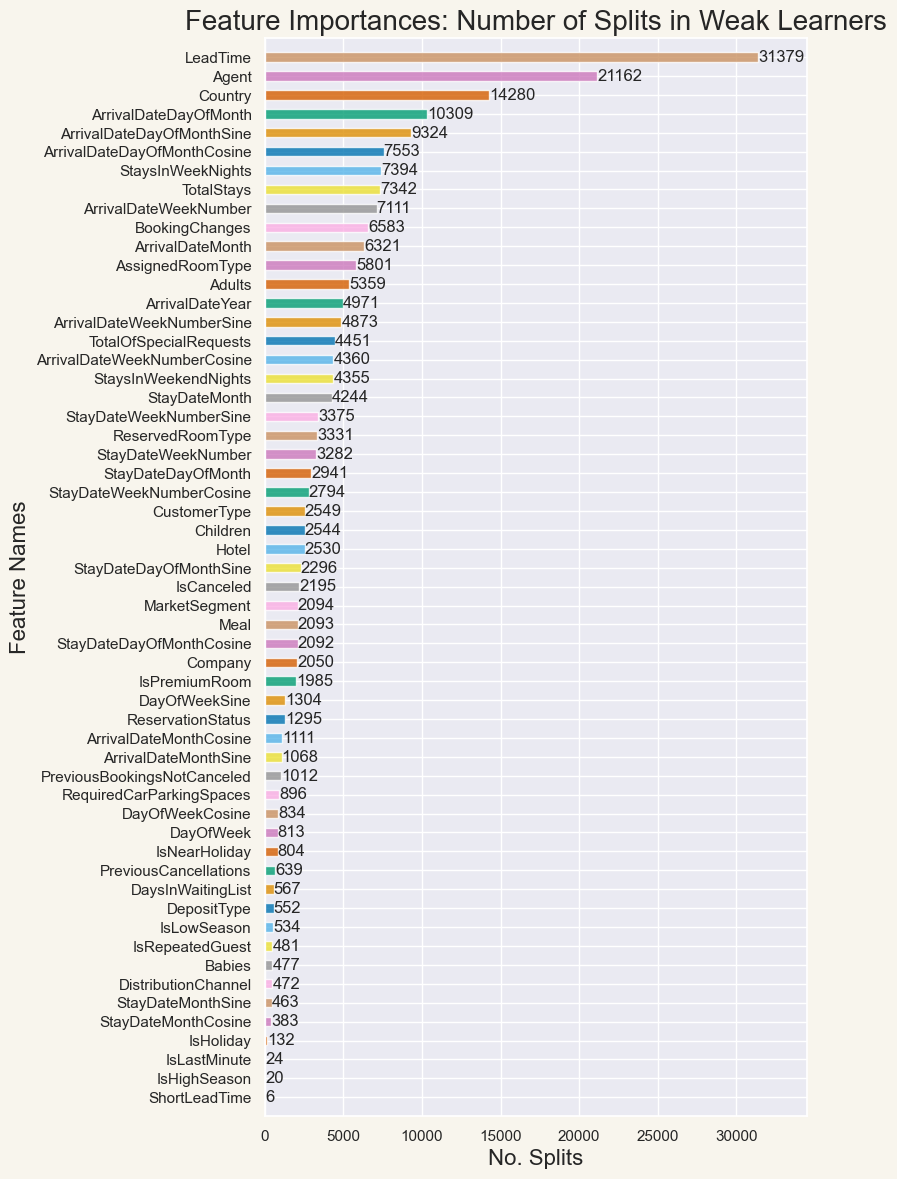 Feature Importances: Number of Splits in Weak Learners
Feature Names
LeadTime 31379
Agent 21162
Country 14280
ArrivalDateDayOfMonth 10309
ArrivalDateDayOfMonthSine 9324
ArrivalDateDayOfMonthCosine 7553
StaysInWeekNights 7394
TotalStays 7342
ArrivalDateWeekNumber 7111
BookingChanges 6583
ArrivalDateMonth 6321
AssignedRoomType 5801
Adults 5359
ArrivalDateYear 4971
ArrivalDateWeekNumberSine 4873
TotalOfSpecialRequests 4451
ArrivalDateWeekNumberCosine 4360
StaysInWeekendNights 4355
StayDateMonth 4244
StayDateWeekNumberSine 3375
ReservedRoomType 3331
StayDateWeekNumber 3282
StayDateDayOfMonth 2941
StayDateWeekNumberCosine 2794
CustomerType 2549
Children 2544
Hotel 2530
StayDateDayOfMonthSine 2296
IsCanceled 2195
MarketSegment 2094
Meal 2093
StayDateDayOfMonthCosine 2092
Company 2050
IsPremiumRoom 1985
DayOfWeekSine 1304
ReservationStatus 1295
ArrivalDateMonthCosine 1111
ArrivalDateMonthSine 1068
PreviousBookingsNotCanceled 1012
RequiredCarParkingSpaces 896
DayOfWeekCosine 834
DayOfWeek 813
IsNearHoliday 804
PreviousCancellations 639
DaysInWaitingList 567
DepositType 552
IsLowSeason 534
IsRepeatedGuest 481
Babies 477
DistributionChannel 472
StayDateMonthSine 463
StayDateMonthCosine 383
IsHoliday 132
IsLastMinute 24
IsHighSeason 20
ShortLeadTime 6
0 5000 10000 15000 20000 25000 30000
No. Splits